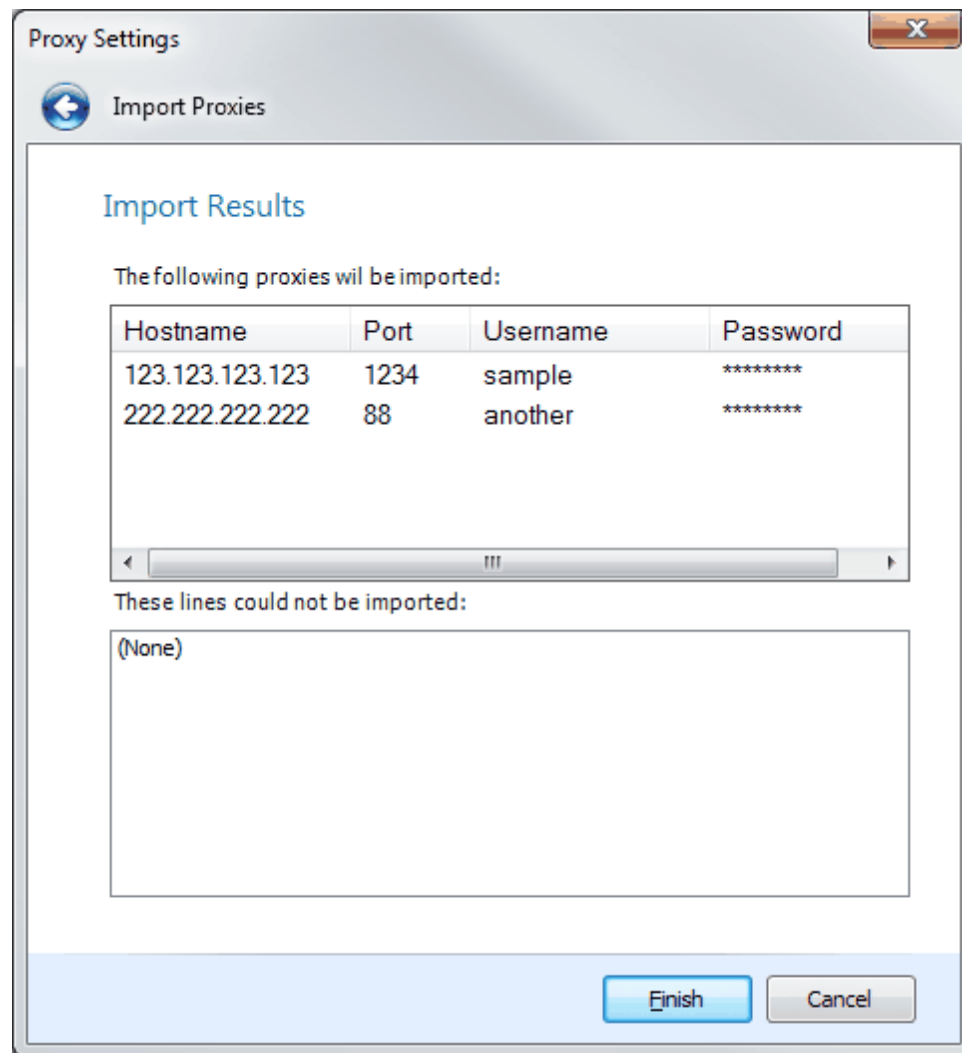 Proxy Settings
Import Proxies
Import Results
The following proxies wil be imported:
Hostname Port Username Password
123.123.123.123 1234 sample ********
222.222.222.222 88 another ********
These lines could not be imported:
(None)
Finish Cancel